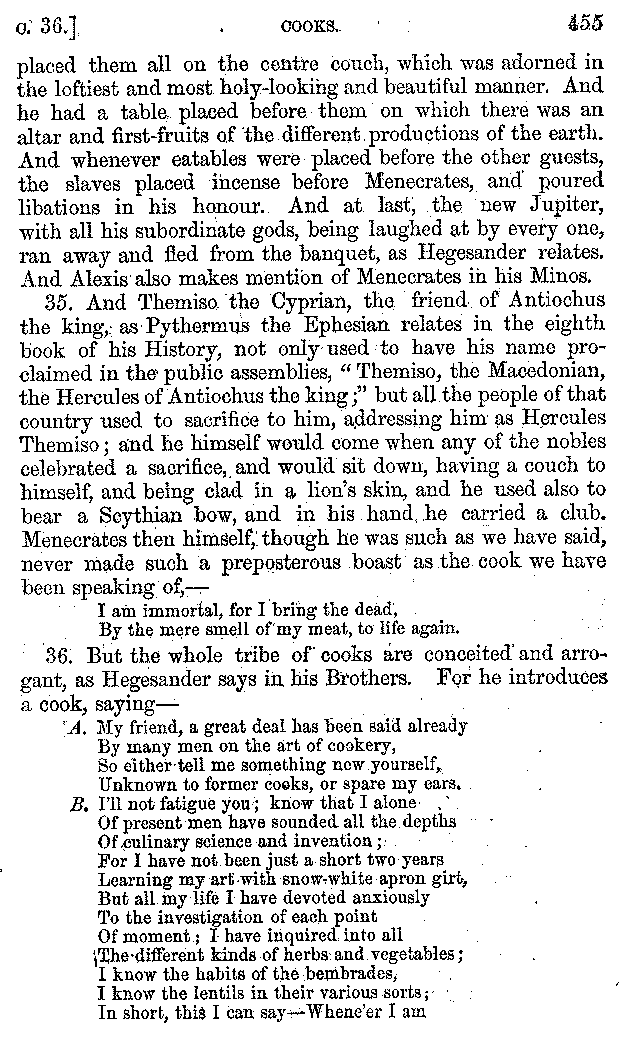 c. 36.] COOKS. 455
placed them all on the centre couch, which was adorned in
the loftiest and most holy-looking and beautiful manner. And
he had a table placed before them on which there was an
altar and first-fruits of the different productions of the earth.
And whenever eatables were placed before the other guests,
the slaves placed incense before Menecrates, and poured
libations in his honour. And at last, the new Jupiter,
with all his subordinate gods, being laughed at by every one,
ran away and fled from the banquet, as Hegesander relates.
And Alexis also makes mention of Menecrates in his Minos.
35. And Themiso the Cyprian, the friend of Antiochus
the king, as Pythermus the Ephesian relates in the eighth
book of his History, not only used to have his name pro-
claimed in the public assemblies, “Themiso, the Macedonian,
the Hercules of Antiochus the king;” but all the people of that
country used to sacrifice to him, addressing him as Hercules
Themiso; and he himself would come when any of the nobles
celebrated a sacrifice, and would sit down, having a couch to
himself, and being clad in a lion's skin, and he used also to
bear a Scythian bow, and in his hand he carried a club.
Menecrates then himself, though he was such as we have said,
never made such a preposterous boast as the cook we have
been speaking of,—
I am immortal, for I bring the dead,
By the mere smell of my meat, to life again.
36. But the whole tribe of cooks are conceited and arro-
gant, as Hegesander says in his Brothers. For he introduces
a cook, saying—
A. My friend, a great deal has been said already
By many men on the art of cookery,
So either tell me something new yourself,
Unknown to former cooks, or spare my ears.
B. I'll not fatigue you; know that I alone
Of present men have sounded all the depths
Of culinary science and invention;
For I have not been just a short two years
Learning my art with snow-white apron girt,
But all my life I have devoted anxiously
To the investigation of each point
Of moment; I have inquired into all
The different kinds of herbs and vegetables;
I know the habits of the bembrades,
I know the lentils in their various sorts;
In short, this I can say—Whene'er I am